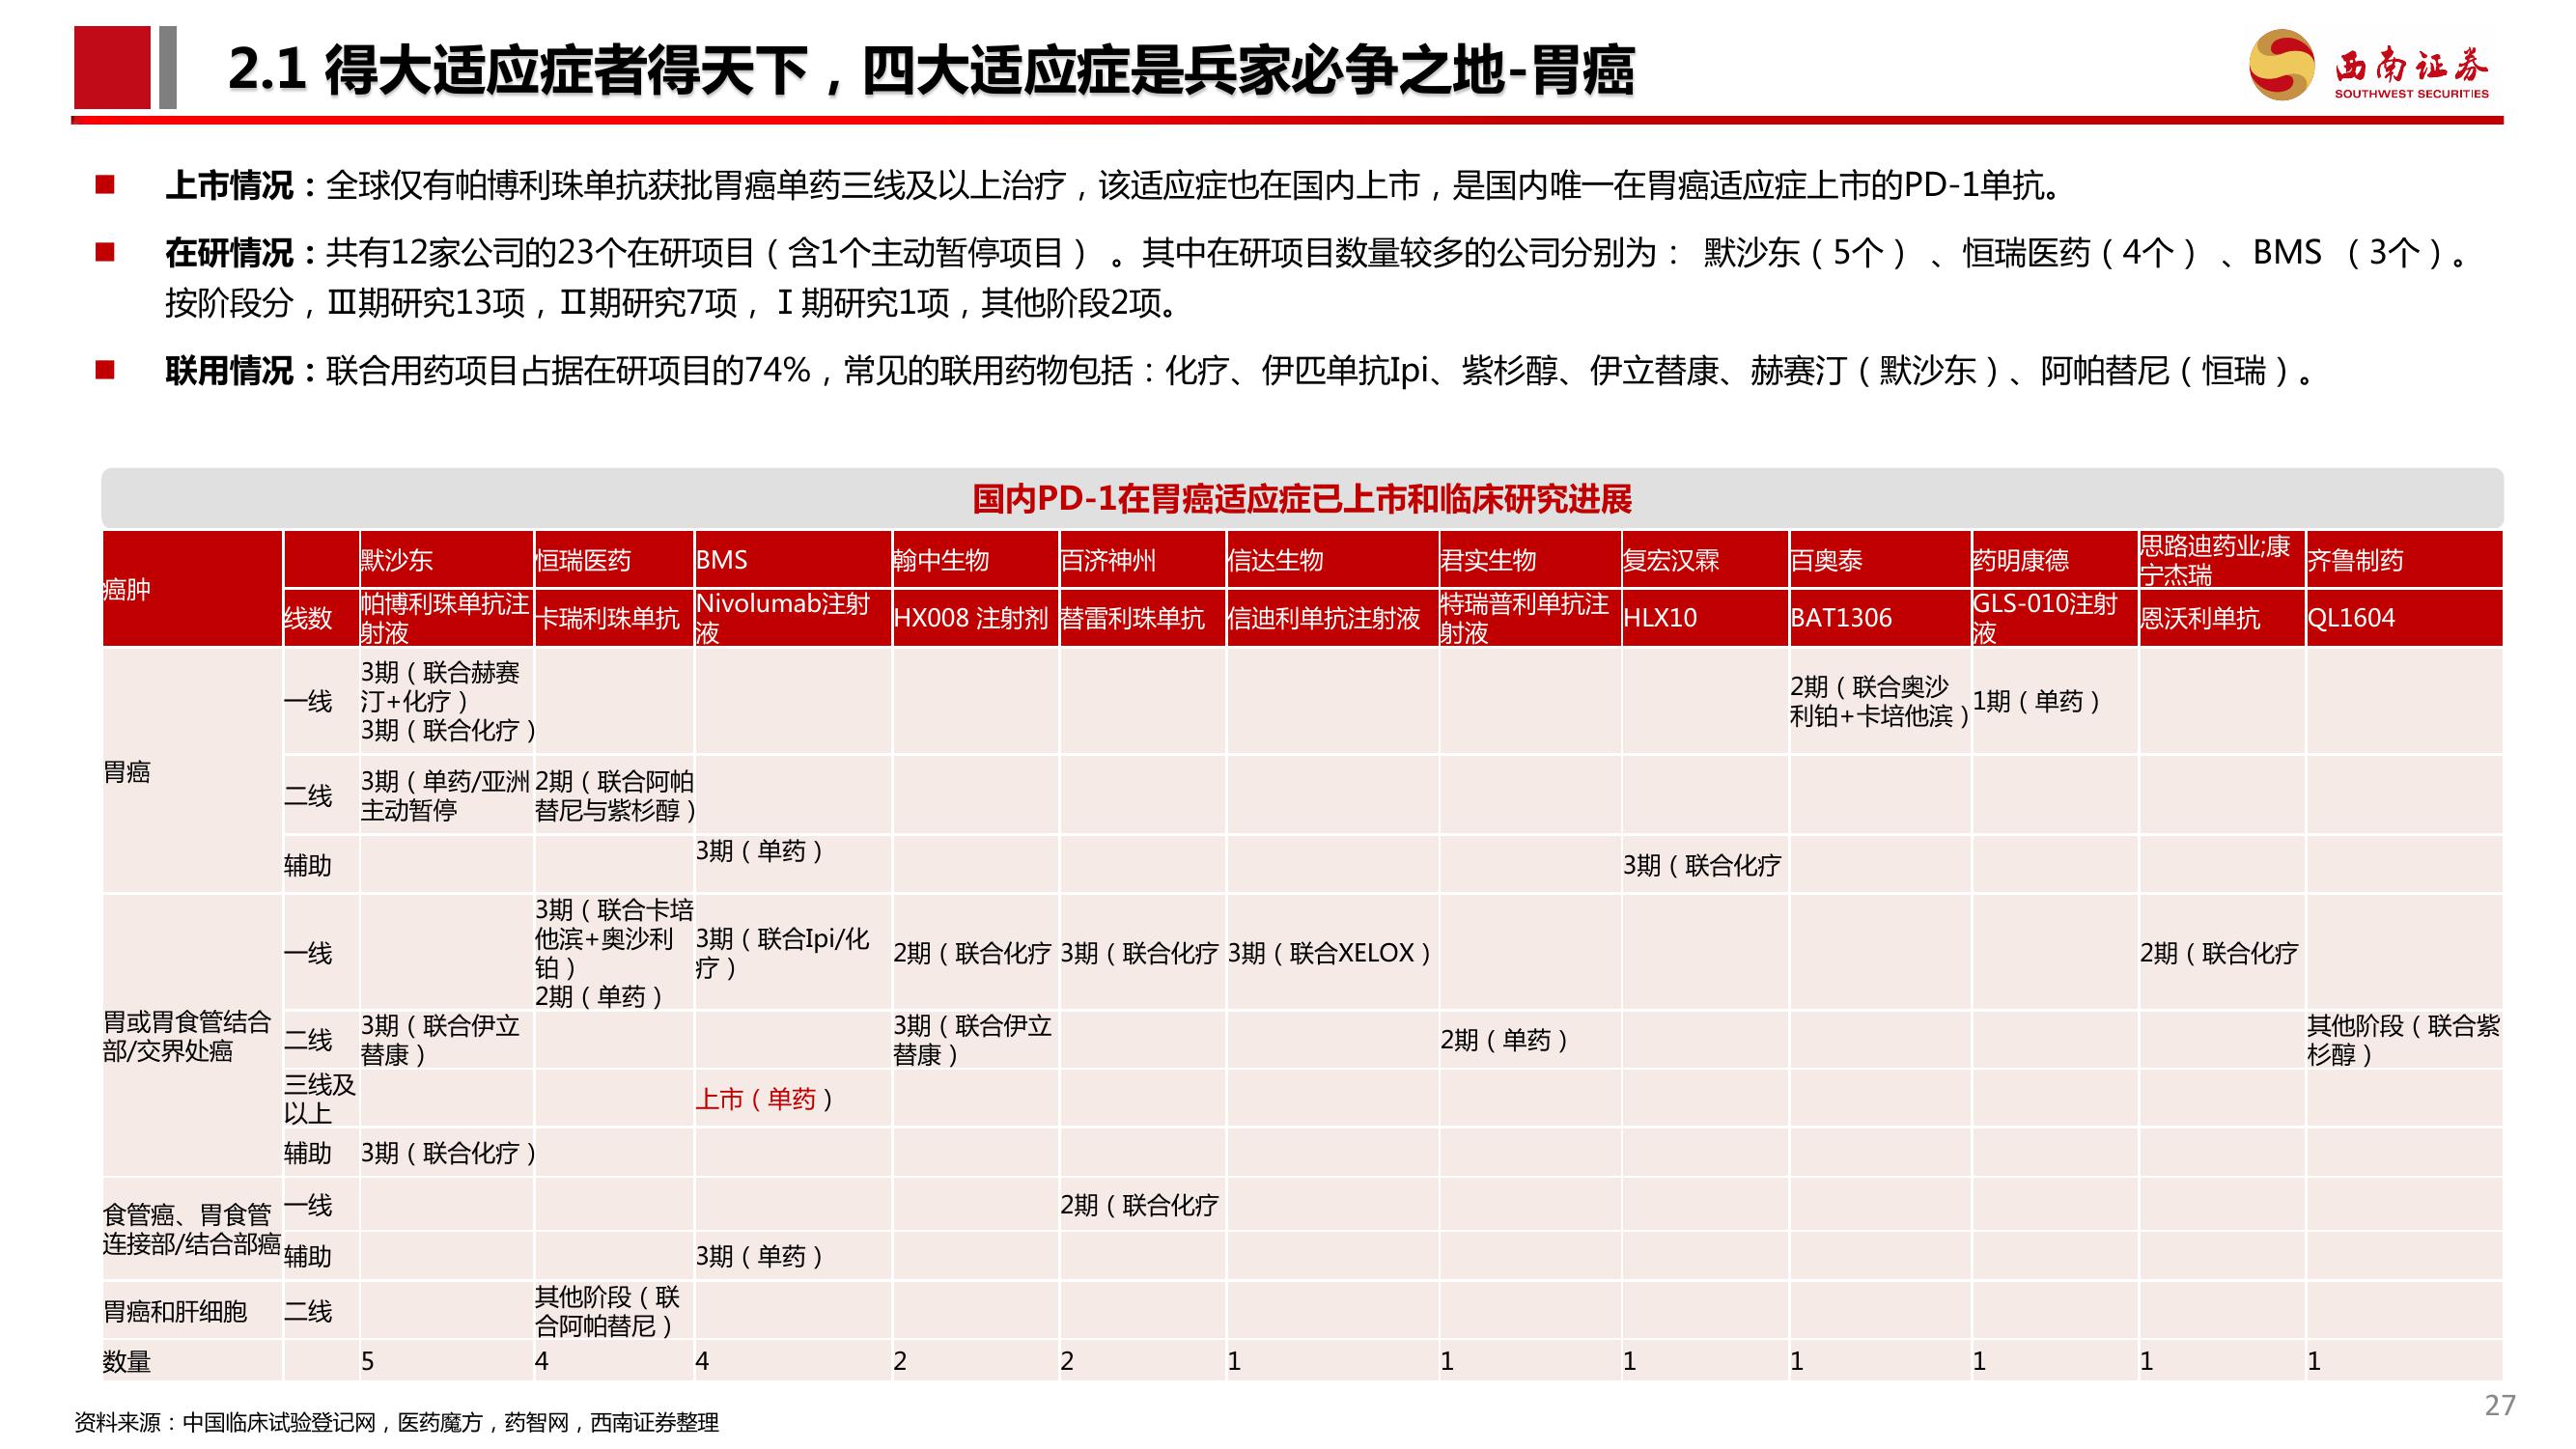 2.1 得大适应症者得天下，四大适应症是兵家必争之地-胃癌
西南证券
SOUTHWEST SECURITIES
上市情况：全球仅有帕博利珠单抗获批胃癌单药三线及以上治疗，该适应症也在国内上市，是国内唯一在胃癌适应症上市的PD-1单抗。
在研情况：共有12家公司的23个在研项目（含1个主动暂停项目）。其中在研项目数量较多的公司分别为： 默沙东（5个）、恒瑞医药（4个）、BMS （3个）。
按阶段分，Ⅲ期研究13项，Ⅱ期研究7项，Ⅰ期研究1项，其他阶段2项。
联用情况：联合用药项目占据在研项目的74%，常见的联用药物包括：化疗、伊匹单抗Ipi、紫杉醇、伊立替康、赫赛汀（默沙东）、阿帕替尼（恒瑞）。
国内PD-1在胃癌适应症已上市和临床研究进展
癌肿
默沙东
恒瑞医药
BMS
翰中生物
百济神州
信达生物
君实生物
复宏汉霖
百奥泰
药明康德
思路迪药业;康
宁杰瑞
齐鲁制药
线数
帕博利珠单抗注
射液
卡瑞利珠单抗
Nivolumab注射
液
HX008 注射剂
替雷利珠单抗
信迪利单抗注射液
特瑞普利单抗注
射液
HLX10
BAT1306
GLS-010注射
液
恩沃利单抗
QL1604
胃癌
一线
3期（联合赫赛
汀+化疗）
3期（联合化疗）
2期（联合奥沙
利铂+卡培他滨）
1期（单药）
二线
3期（单药/亚洲
主动暂停
2期（联合阿帕
替尼与紫杉醇）
辅助
3期（单药）
3期（联合化疗
胃或胃食管结合
部/交界处癌
一线
3期（联合卡培
他滨+奥沙利
铂）
2期（单药）
3期（联合Ipi/化
疗）
2期（联合化疗
3期（联合化疗
3期（联合XELOX）
2期（联合化疗
二线
3期（联合伊立
替康）
3期（联合伊立
替康）
2期（单药）
其他阶段（联合紫
杉醇）
三线及
以上
上市（单药）
辅助
3期（联合化疗）
食管癌、胃食管
连接部/结合部癌
一线
2期（联合化疗
辅助
3期（单药）
胃癌和肝细胞
二线
其他阶段（联
合阿帕替尼）
数量
5
4
4
2
2
1
1
1
1
1
1
1
资料来源：中国临床试验登记网，医药魔方，药智网，西南证券整理
27